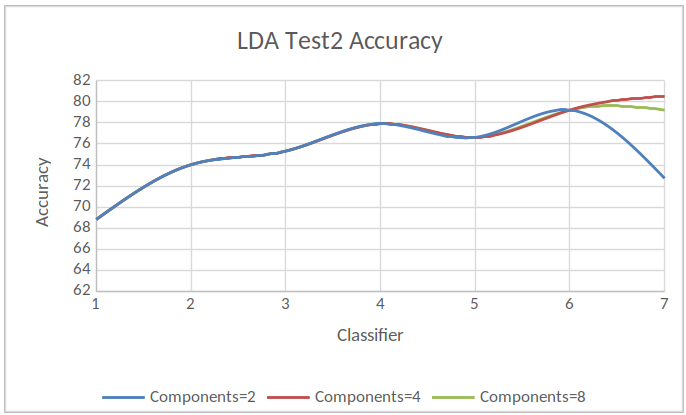 LDA Test2 Accuracy
82
80
78
76
74
72
70
68
66
64
62
Accuracy
1 2 3 4 5 6 7
Classifier
Components=2 Components=4 Components=8